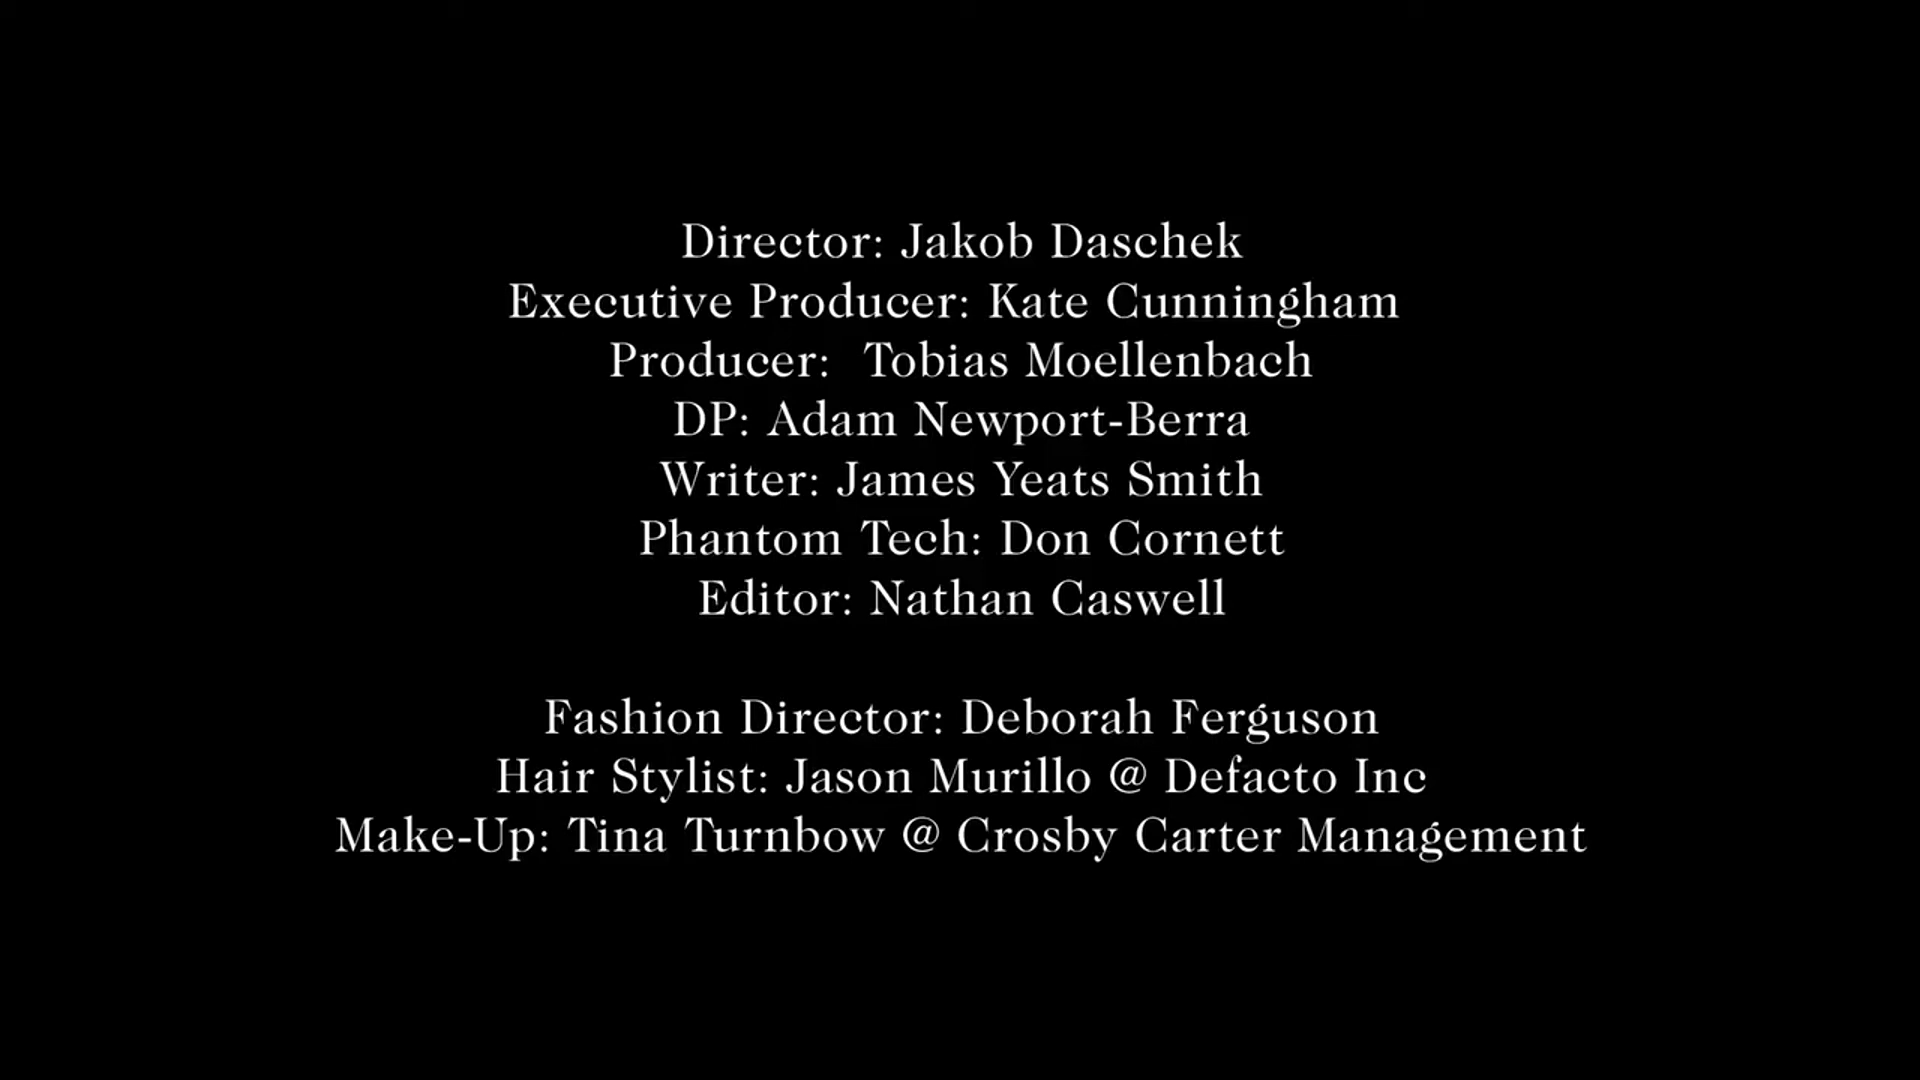 Director: Jakob Daschek
Executive Producer: Kate Cunningham
Producer:  Tobias Moellenbach
DP: Adam Newport-Berra
Writer: James Yeats Smith
Phantom Tech: Don Cornett
Editor: Nathan Caswell
Fashion Director: Deborah Ferguson
Hair Stylist: Jason Murillo @ Defacto Inc
Make-Up: Tina Turnbow @ Crosby Carter Management